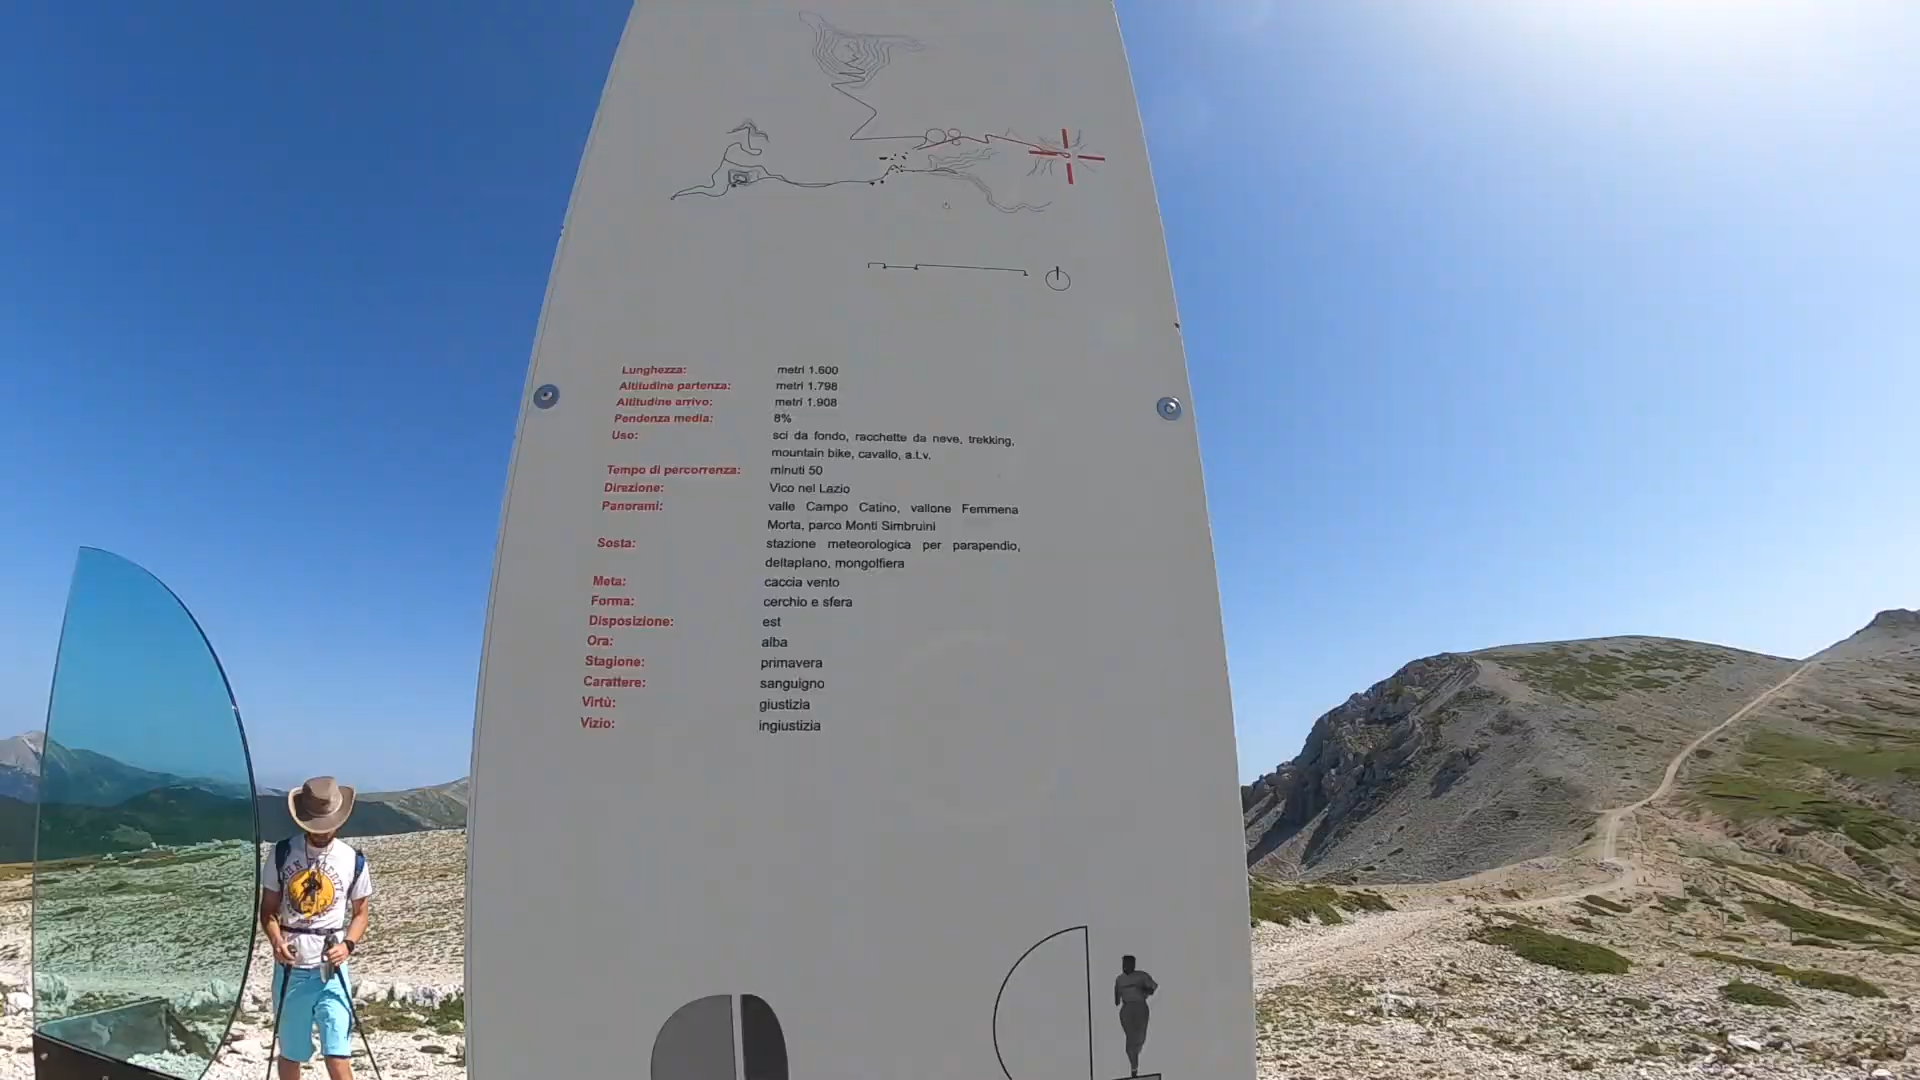 Lunghezza: metri 1.600
Altitudine partenza: metri 1.798
Altitudine arrivo: metri 1.908
Pendenza media: 8%
Uso: sci da fondo, racchette da neve, trekking,
mountain bike, cavallo, a.t.v.
Tempo di percorrenza: minuti 50
Direzione: Vico nel Lazio
Panorami: valle Campo Catino, vallone Femmena
Morta, parco Monti Simbruini
Sosta: stazione meteorologica per parapendio,
deltaplano, mongolfiera
Meta: caccia vento
Forma: cerchio e sfera
Disposizione: est
Ora: alba
Stagione: primavera
Carattere: sanguigno
Virtù: giustizia
Vizio: ingiustizia